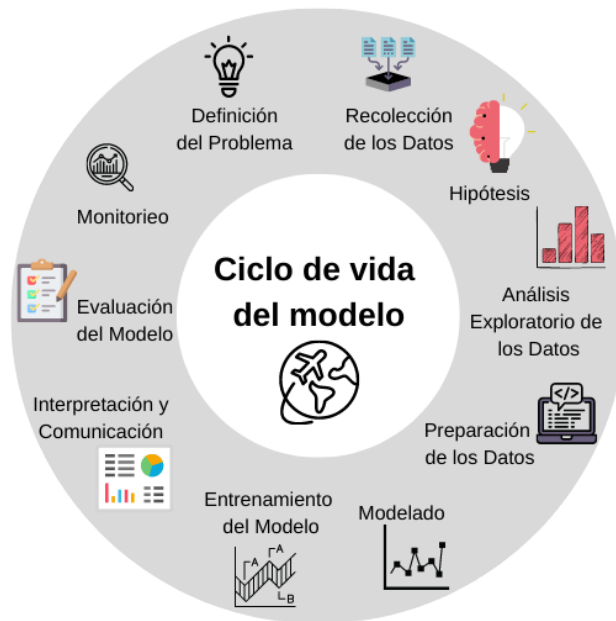 Definición
del Problema
Recolección
de los Datos
Hipótesis
Análisis
Exploratorio de
los Datos
Preparación
de los Datos
</>
Modelado
Entrenamiento
del Modelo
A
A
B
Interpretación y
Comunicación
Evaluación
del Modelo
Monitorieo
Ciclo de vida
del modelo